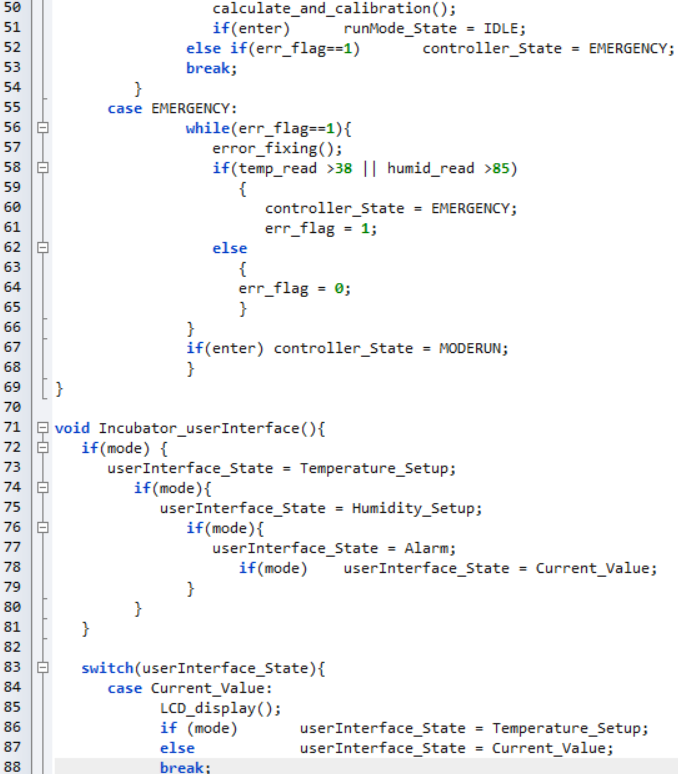 50 calculate_and_calibration();
51 if(enter) runMode_State = IDLE;
52 else if(err_flag==1) controller_State = EMERGENCY;
53 break;
54 }
55 case EMERGENCY:
56 while(err_flag==1){
57 error_fixing();
58 if(temp_read >38 || humid_read >85)
59 {
60 controller_State = EMERGENCY;
61 err_flag = 1;
62 else
63 {
64 err_flag = 0;
65 }
66 }
67 if(enter) controller_State = MODERUN;
68 }
69 }
70
71 void Incubator_userInterface(){
72 if(mode) {
73 userInterface_State = Temperature_Setup;
74 if(mode){
75 userInterface_State = Humidity_Setup;
76 if(mode){
77 userInterface_State = Alarm;
78 if(mode) userInterface_State = Current_Value;
79 }
80 }
81 }
82
83 switch(userInterface_State){
84 case Current_Value:
85 LCD_display();
86 if (mode) userInterface_State = Temperature_Setup;
87 else userInterface_State = Current_Value;
88 break;